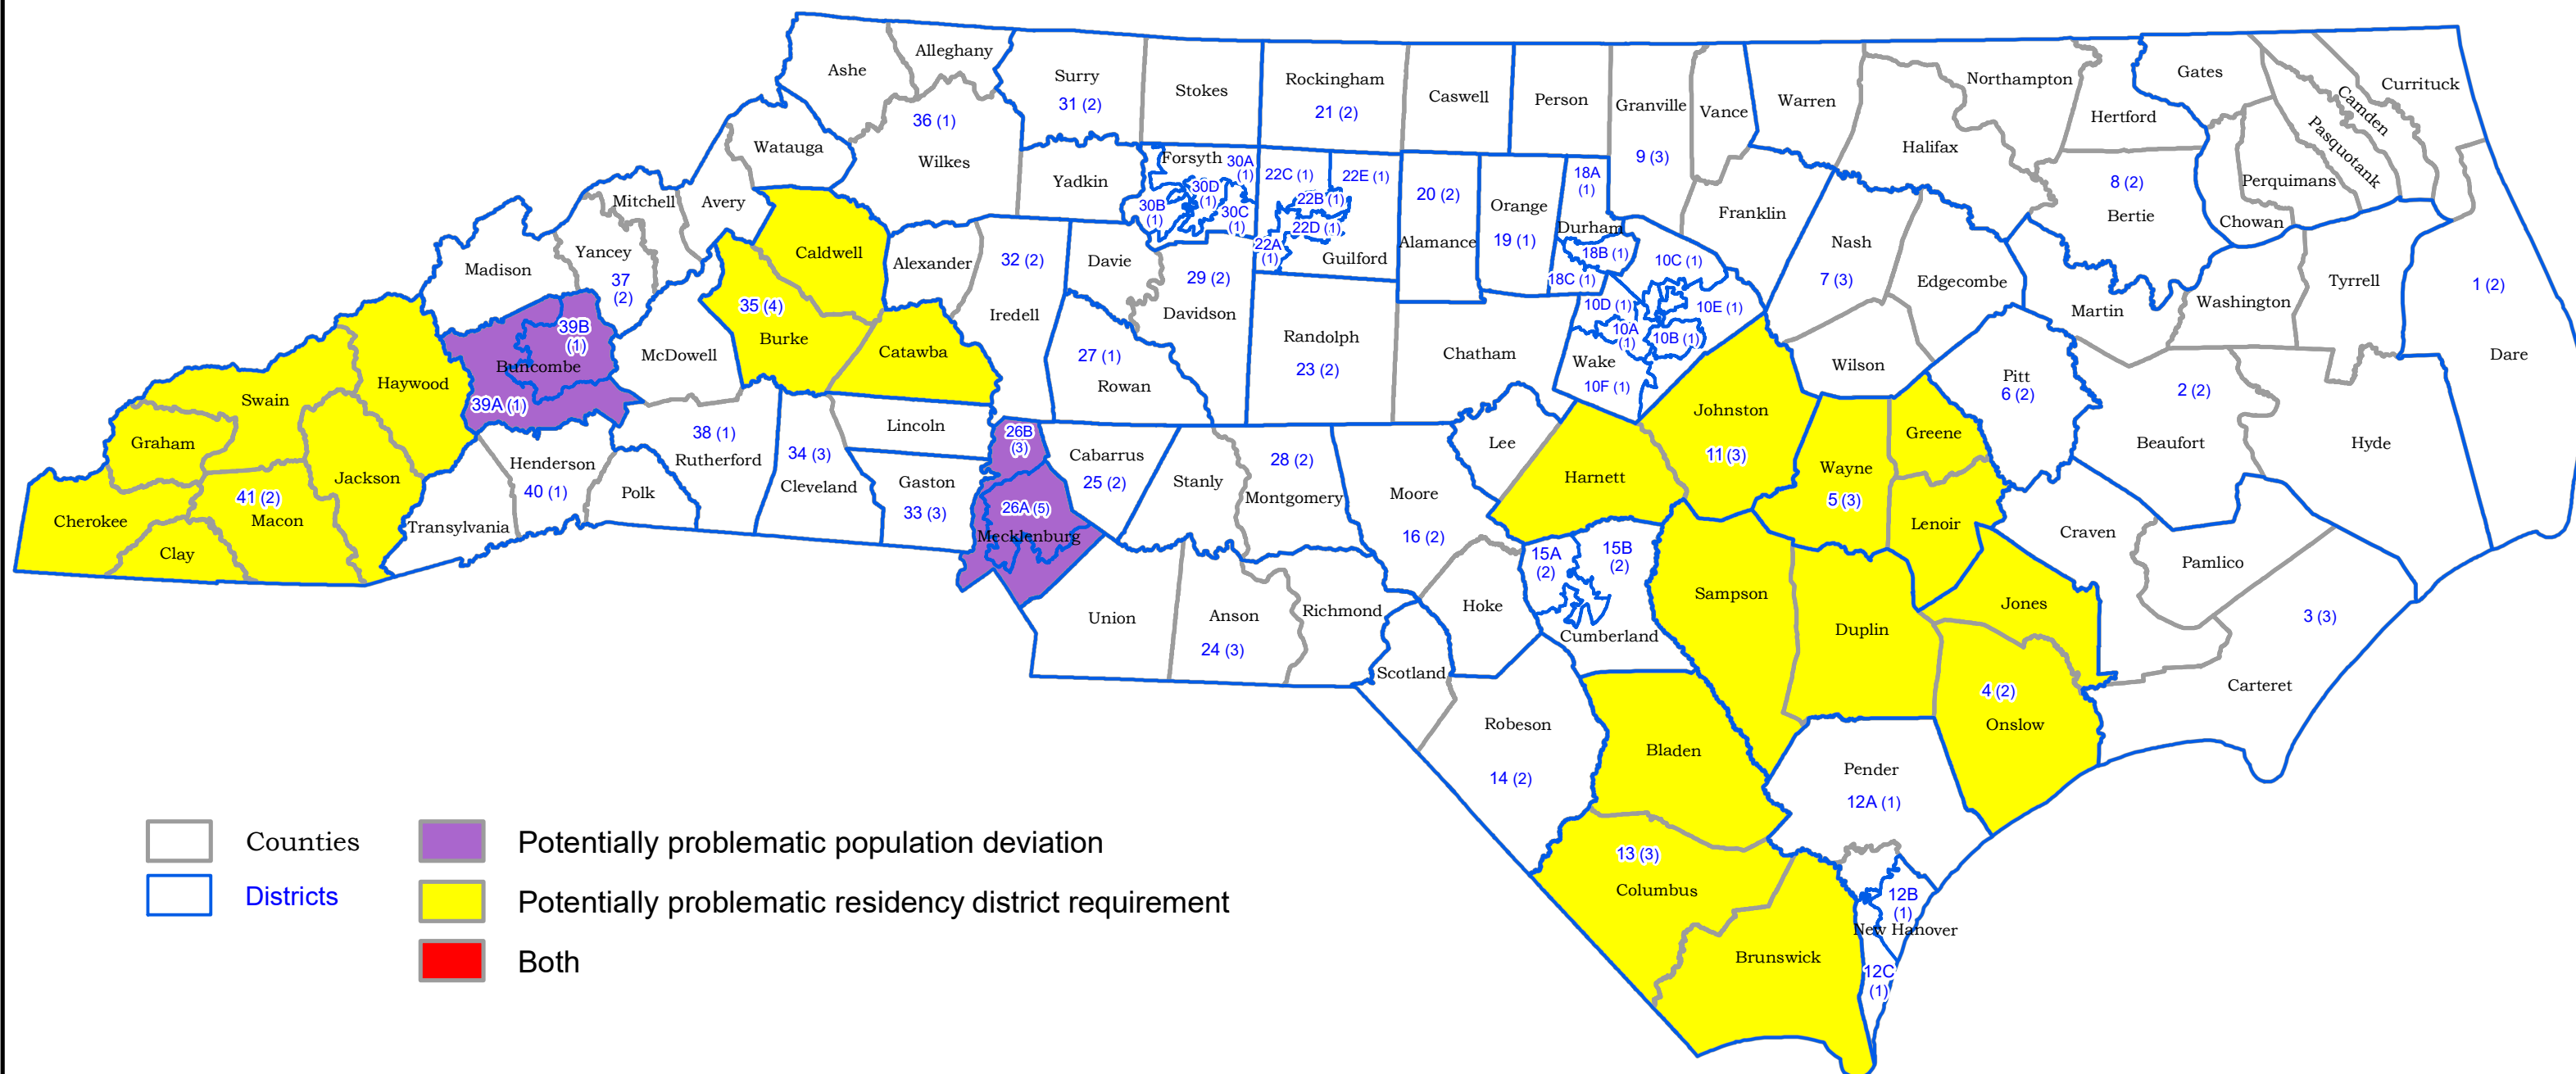 Ashe
Alleghany
Surry
31 (2)
Stokes
Rockingham
21 (2)
Caswell
Person
Granville
9 (3)
Vance
Warren
Northampton
Halifax
Gates
Hertford
Camden
Currituck
Pasquotank
Perquimans
Chowan
8 (2)
Bertie
36 (1)
Wilkes
Watauga
Mitchell
Avery
Yancey
37
(2)
Madison
Caldwell
Alexander
Yadkin
Forsyth
30A
(1)
30D
(1)
30B
(1)
30C
(1)
22C (1)
22E (1)
22B (1)
22D (1)
22A
(1)
Guilford
20 (2)
Alamance
Orange
19 (1)
18A
(1)
Durham
18B (1)
18C (1)
10C (1)
10D (1)
10E (1)
10A
(1)
10B (1)
Wake
10F (1)
Franklin
Nash
7 (3)
Edgecombe
Wilson
Martin
Washington
Tyrrell
1 (2)
Dare
32 (2)
Iredell
Davie
29 (2)
Davidson
Randolph
23 (2)
Chatham
27 (1)
Rowan
35 (4)
Burke
Catawba
McDowell
39B
(1)
Buncombe
39A (1)
Haywood
Swain
Graham
Jackson
41 (2)
Macon
Cherokee
Clay
Transylvania
Henderson
40 (1)
Polk
38 (1)
Rutherford
34 (3)
Cleveland
Lincoln
Gaston
33 (3)
26B
(3)
26A (5)
Mecklenburg
Cabarrus
25 (2)
Stanly
28 (2)
Montgomery
Moore
16 (2)
Lee
Harnett
Johnston
11 (3)
Wayne
5 (3)
Greene
Lenoir
Pitt
6 (2)
2 (2)
Beaufort
Hyde
Craven
Pamlico
3 (3)
Carteret
Jones
4 (2)
Onslow
Duplin
Sampson
15A
(2)
15B
(2)
Cumberland
Hoke
Scotland
Richmond
Anson
24 (3)
Union
Robeson
14 (2)
Bladen
13 (3)
Columbus
Brunswick
Pender
12A (1)
12B
(1)
New Hanover
12C
(1)
Counties
Districts
Potentially problematic population deviation
Potentially problematic residency district requirement
Both